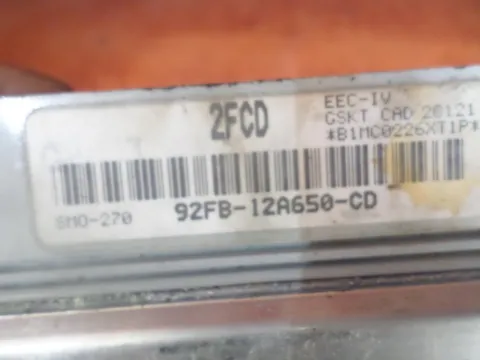 2FCD
EEC-IV
GSKT CAD 20121
*B1MC0226XT1P*
SMO-270
92FB-12A650-CD